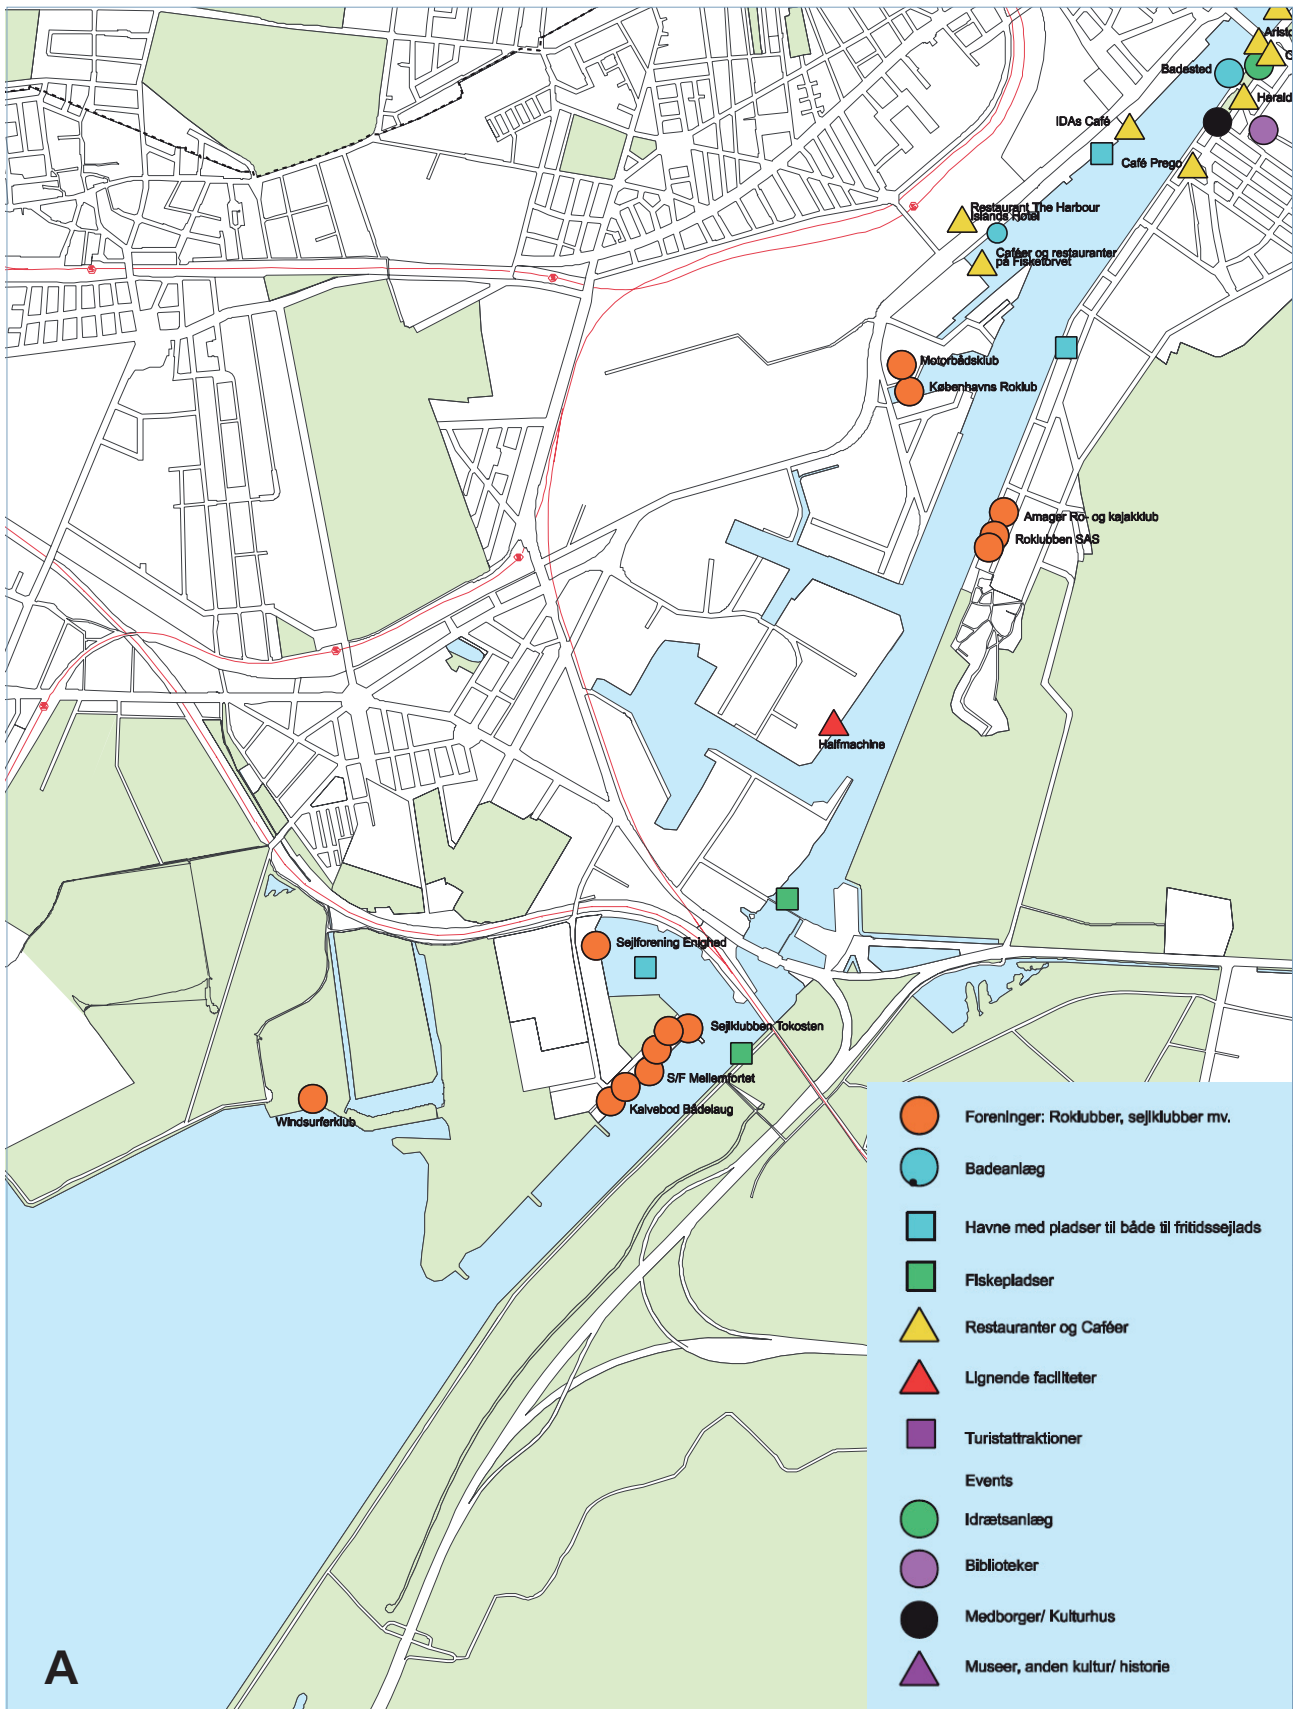 Aristo
C
Badested
Harald
IDAs Café
Café Prego
Restaurant The Harbour
Islands Hotel
Caféer og restauranter
på Fisketorvet
Motorbådsklub
Københavns Roklub
Amager Ro- og kajakklub
Roklubben SAS
Halfmachine
Sejlforening Enighed
Sejlklubben Tokosten
S/F Mellemfortet
Kalvebod Bådelaug
Windsurferklub
Foreninger: Roklubber, sejlklubber mv.
Badeanlæg
Havne med pladser til både til fritidssejlads
Fiskepladser
Restauranter og Caféer
Lignende faciliteter
Turistattraktioner
Events
Idrætsanlæg
Biblioteker
Medborger/ Kulturhus
Museer, anden kultur/ historie
A